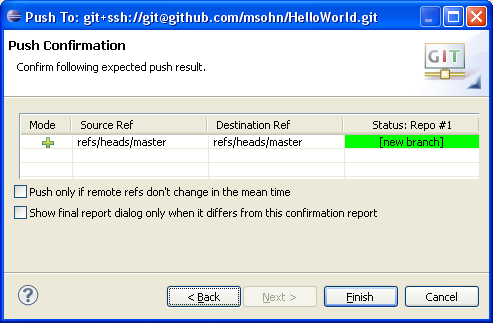 Push To: git+ssh://git@github.com/msohn/HelloWorld.git
Push Confirmation
Confirm following expected push result.
GIT
Mode Source Ref Destination Ref Status: Repo #1
refs/heads/master refs/heads/master [new branch]
Push only if remote refs don't change in the mean time
Show final report dialog only when it differs from this confirmation report
? < Back Next > Finish Cancel